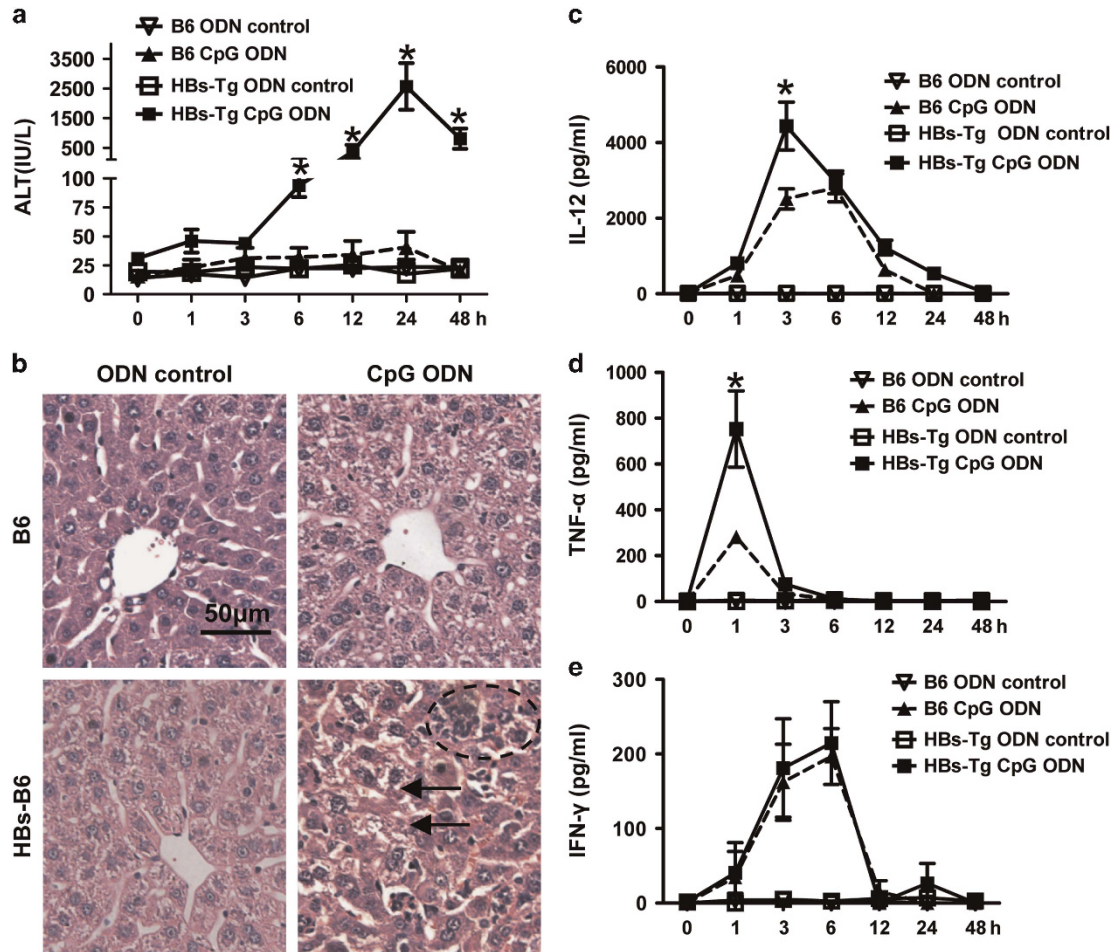 a
B6 ODN control
B6 CpG ODN
HBs-Tg ODN control
HBs-Tg CpG ODN
*
*
*
*
ALT(IU/L)
3500
2500
1500
500
100
75
50
25
0
0 1 3 6 12 24 48 h
b
ODN control CpG ODN
B6
50μm
HBs-B6
c
B6 ODN control
B6 CpG ODN
HBs-Tg ODN control
HBs-Tg CpG ODN
*
IL-12 (pg/ml)
6000
4000
2000
0
0 1 3 6 12 24 48 h
d
B6 ODN control
B6 CpG ODN
HBs-Tg ODN control
HBs-Tg CpG ODN
*
TNF-α (pg/ml)
1000
800
600
400
200
0
0 1 3 6 12 24 48 h
e
B6 ODN control
B6 CpG ODN
HBs-Tg ODN control
HBs-Tg CpG ODN
IFN-γ (pg/ml)
300
200
100
0
0 1 3 6 12 24 48 h